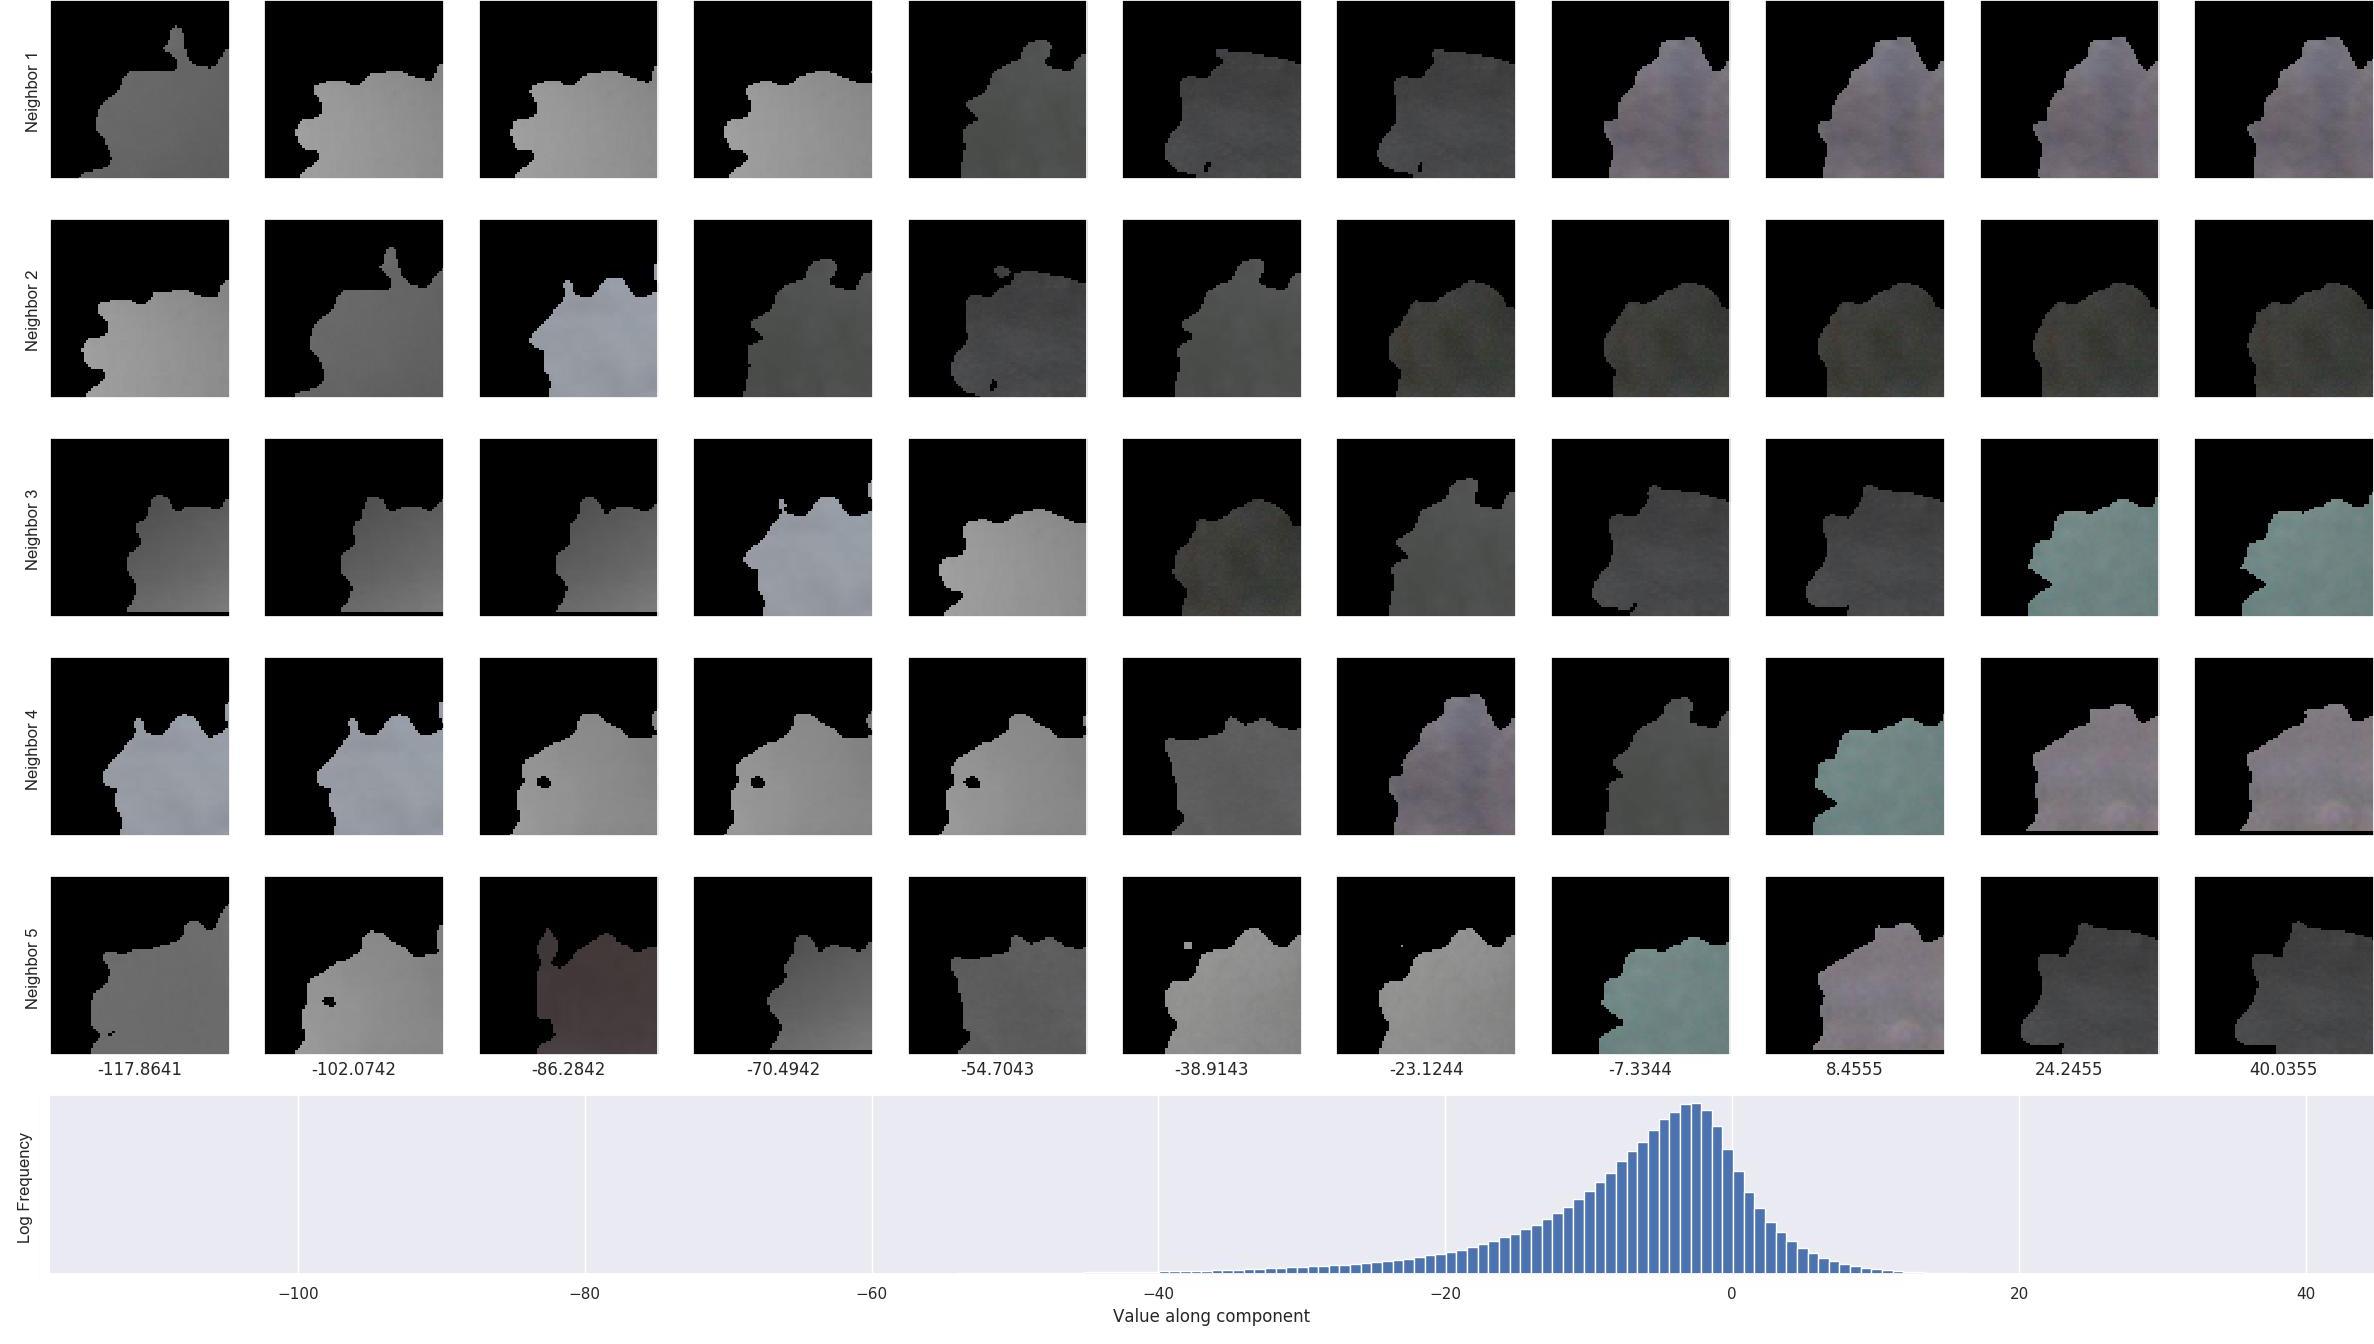 Neighbor 1
Neighbor 2
Neighbor 3
Neighbor 4
Neighbor 5
-117.8641 -102.0742 -86.2842 -70.4942 -54.7043 -38.9143 -23.1244 -7.3344 8.4555 24.2455 40.0355
Log Frequency
−100 −80 −60 −40 −20 0 20 40
Value along component